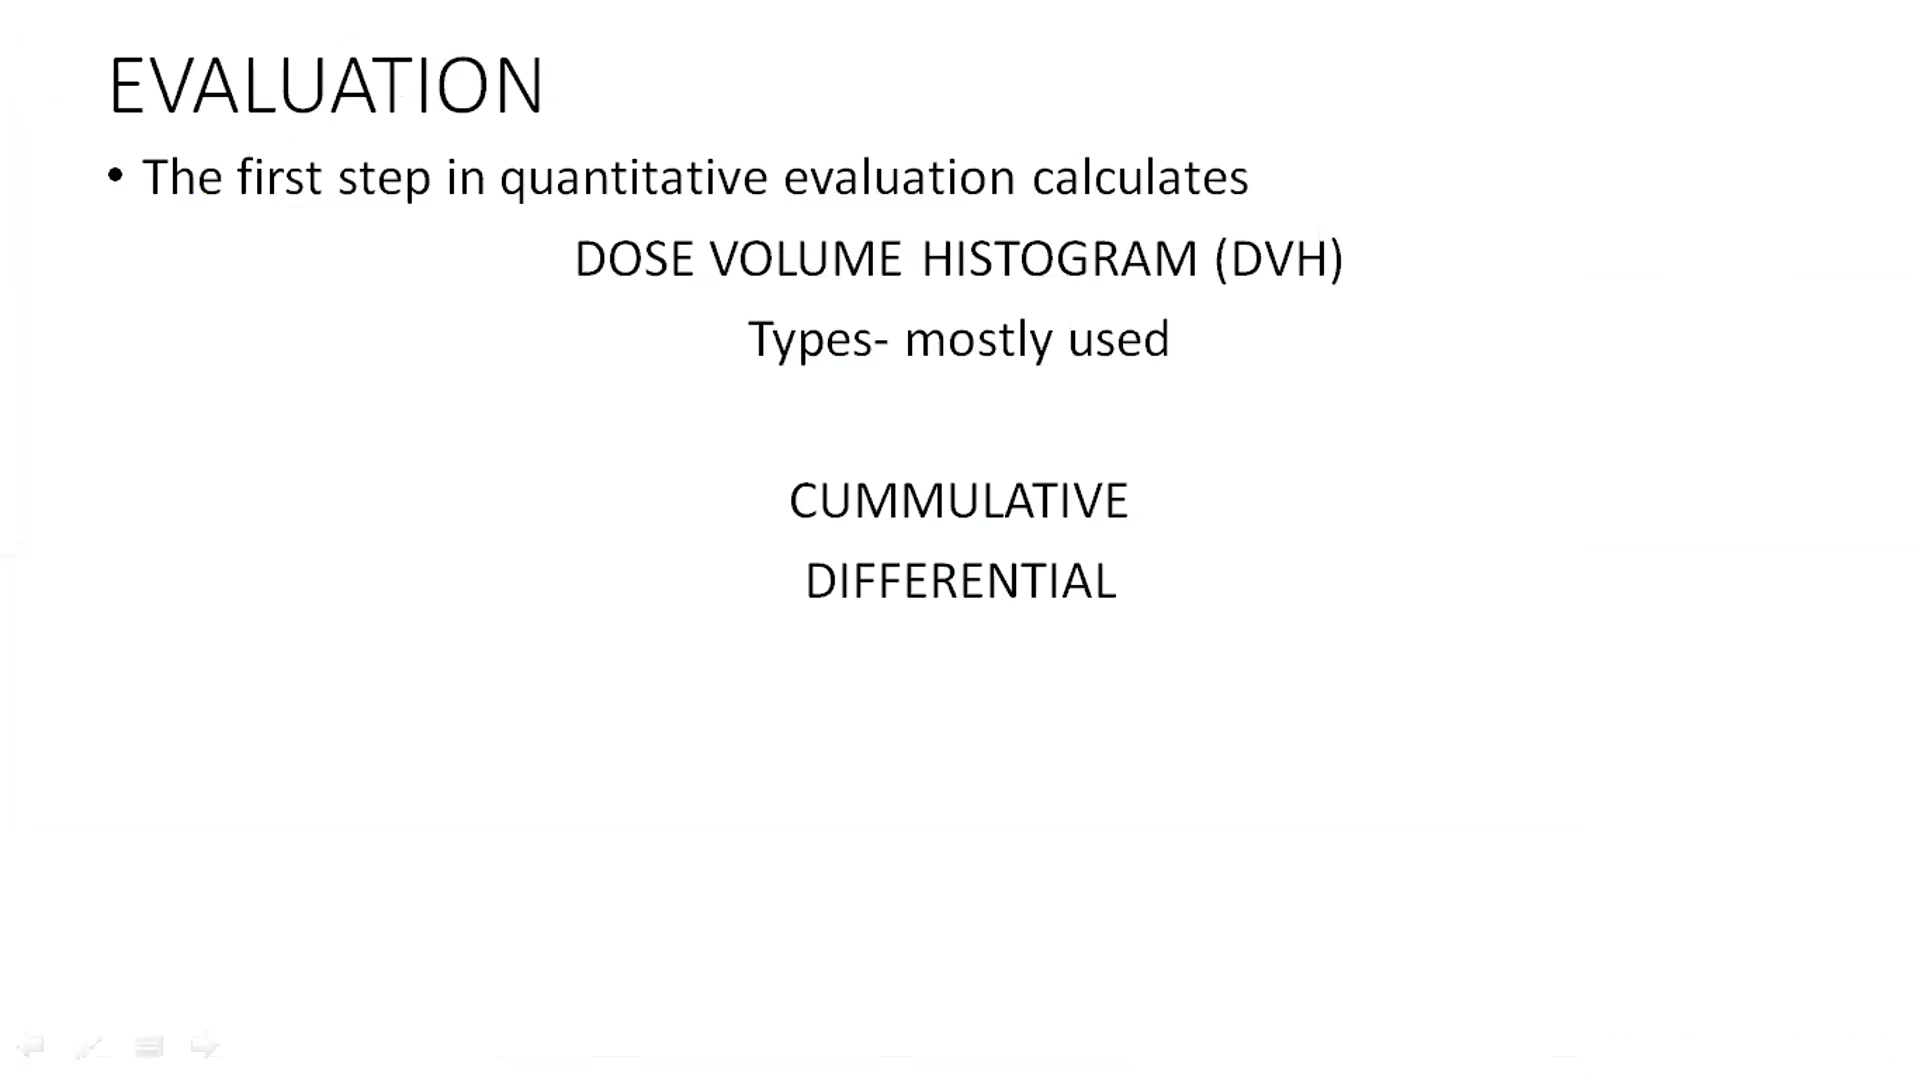 EVALUATION
• The first step in quantitative evaluation calculates
DOSE VOLUME HISTOGRAM (DVH)
Types- mostly used
CUMMULATIVE
DIFFERENTIAL